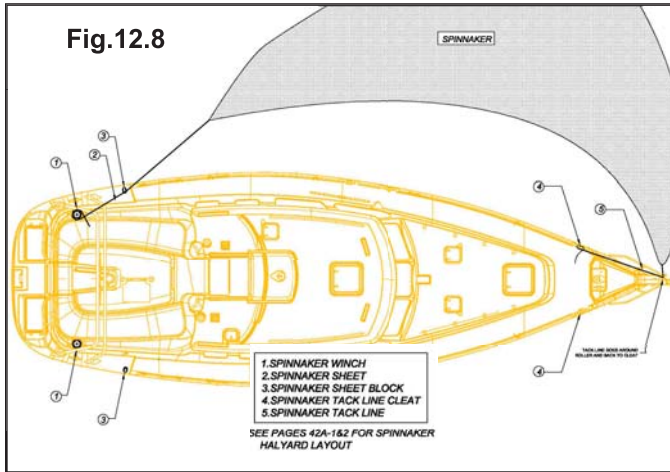 Fig.12.8
SPINNAKER
3
2
1
4
5
TACK LINE GOES AROUND
ROLLER AND BACK TO CLEAT
1.SPINNAKER WINCH
2.SPINNAKER SHEET
3.SPINNAKER SHEET BLOCK
4.SPINNAKER TACK LINE CLEAT
5.SPINNAKER TACK LINE
SEE PAGES 42A-1&2 FOR SPINNAKER
HALYARD LAYOUT
1
3
4